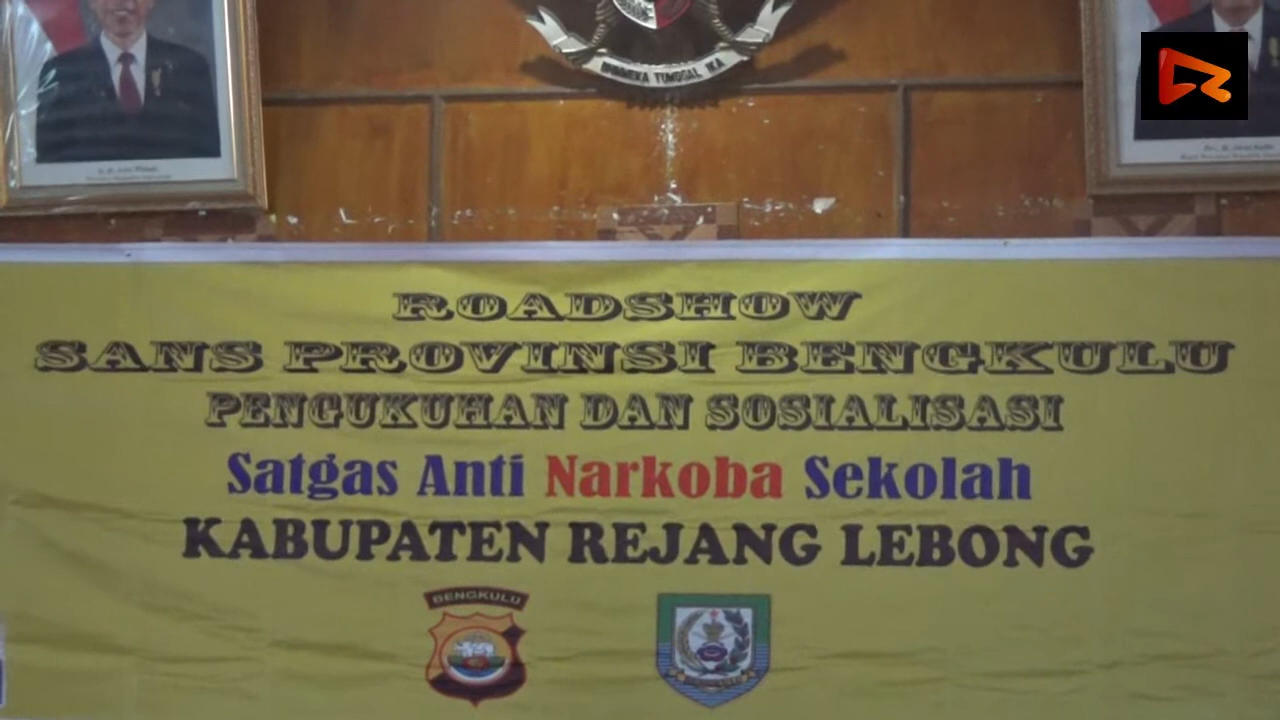 BHINNEKA TUNGGAL IKA
ROADSHOW
SANS PROVINSI BENGKULU
PENGUKUHAN DAN SOSIALISASI
Satgas Anti Narkoba Sekolah
KABUPATEN REJANG LEBONG
BENGKULU